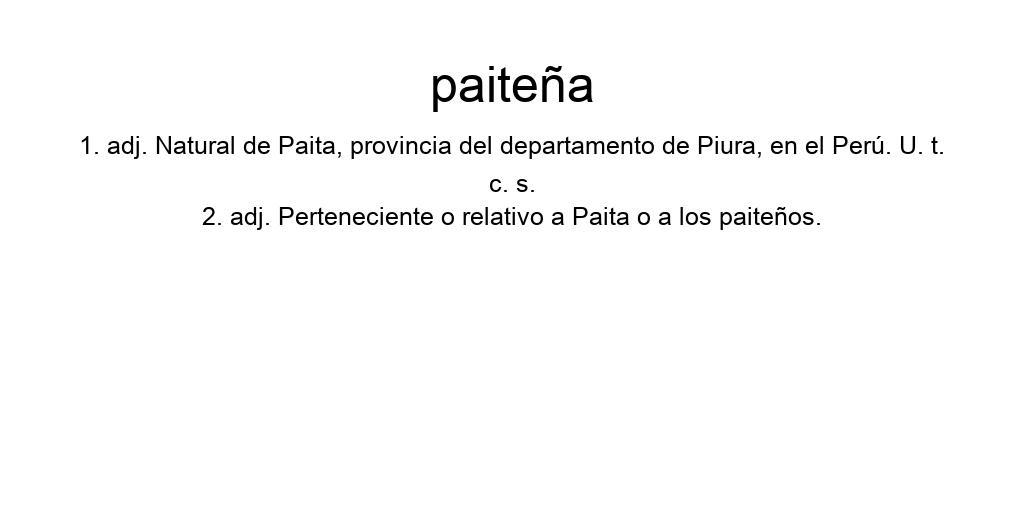 paiteña
1. adj. Natural de Paita, provincia del departamento de Piura, en el Perú. U. t.
c. s.
2. adj. Perteneciente o relativo a Paita o a los paiteños.